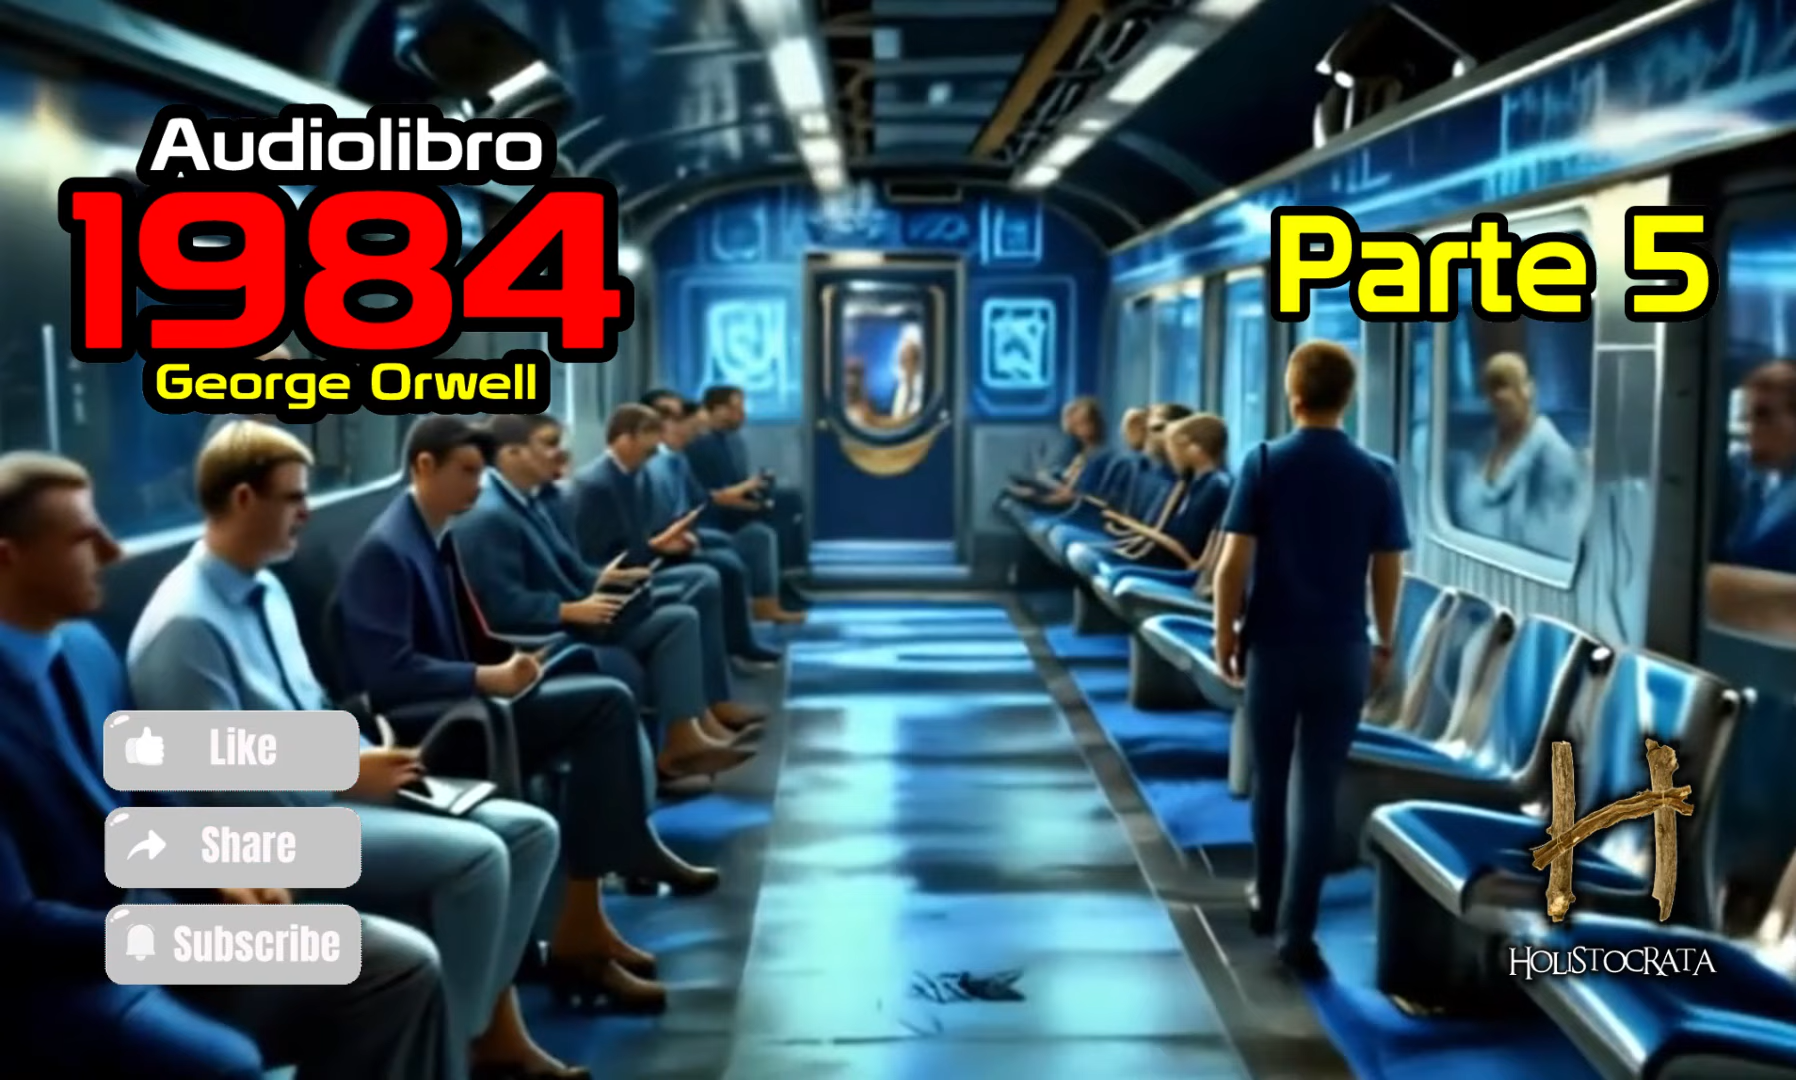 Audiolibro
1984
George Orwell
Parte 5
Like
Share
Subscribe
HOLISTOCRATA